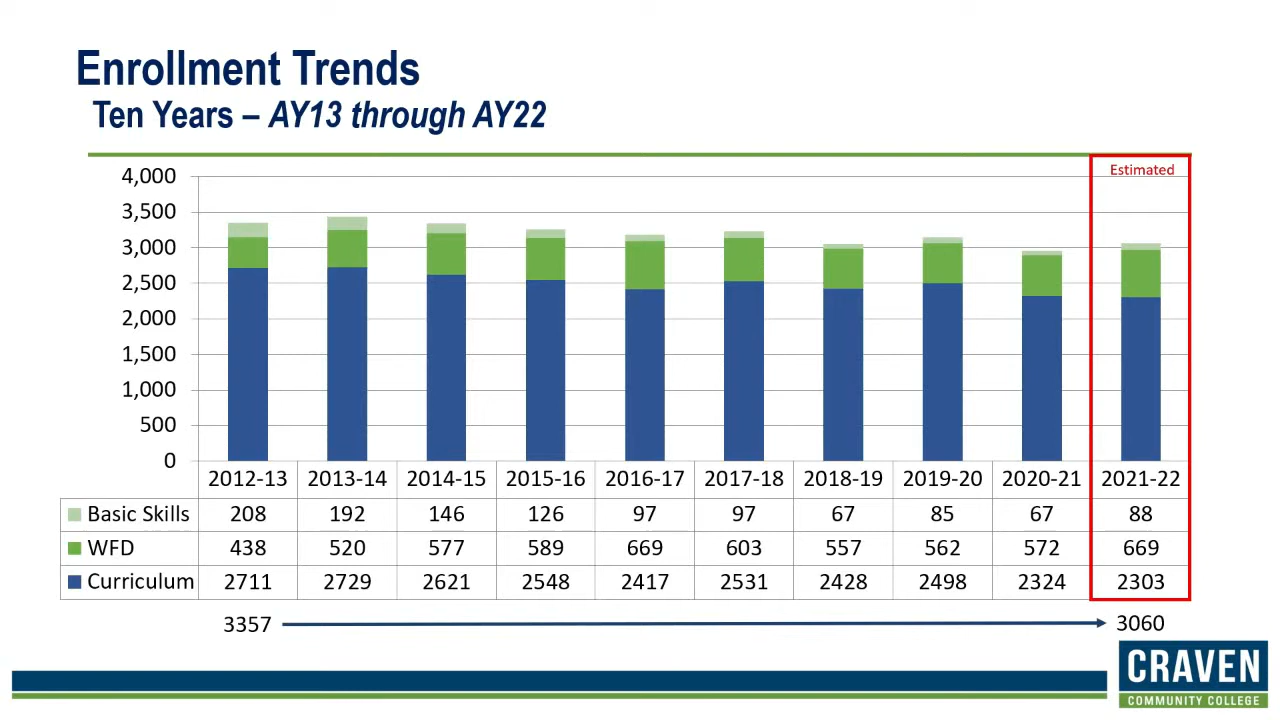 Enrollment Trends
Ten Years – AY13 through AY22
Estimated
4,000
3,500
3,000
2,500
2,000
1,500
1,000
500
0
2012-13 2013-14 2014-15 2015-16 2016-17 2017-18 2018-19 2019-20 2020-21 2021-22
Basic Skills 208 192 146 126 97 97 67 85 67 88
WFD 438 520 577 589 669 603 557 562 572 669
Curriculum 2711 2729 2621 2548 2417 2531 2428 2498 2324 2303
3357 3060
CRAVEN
COMMUNITY COLLEGE